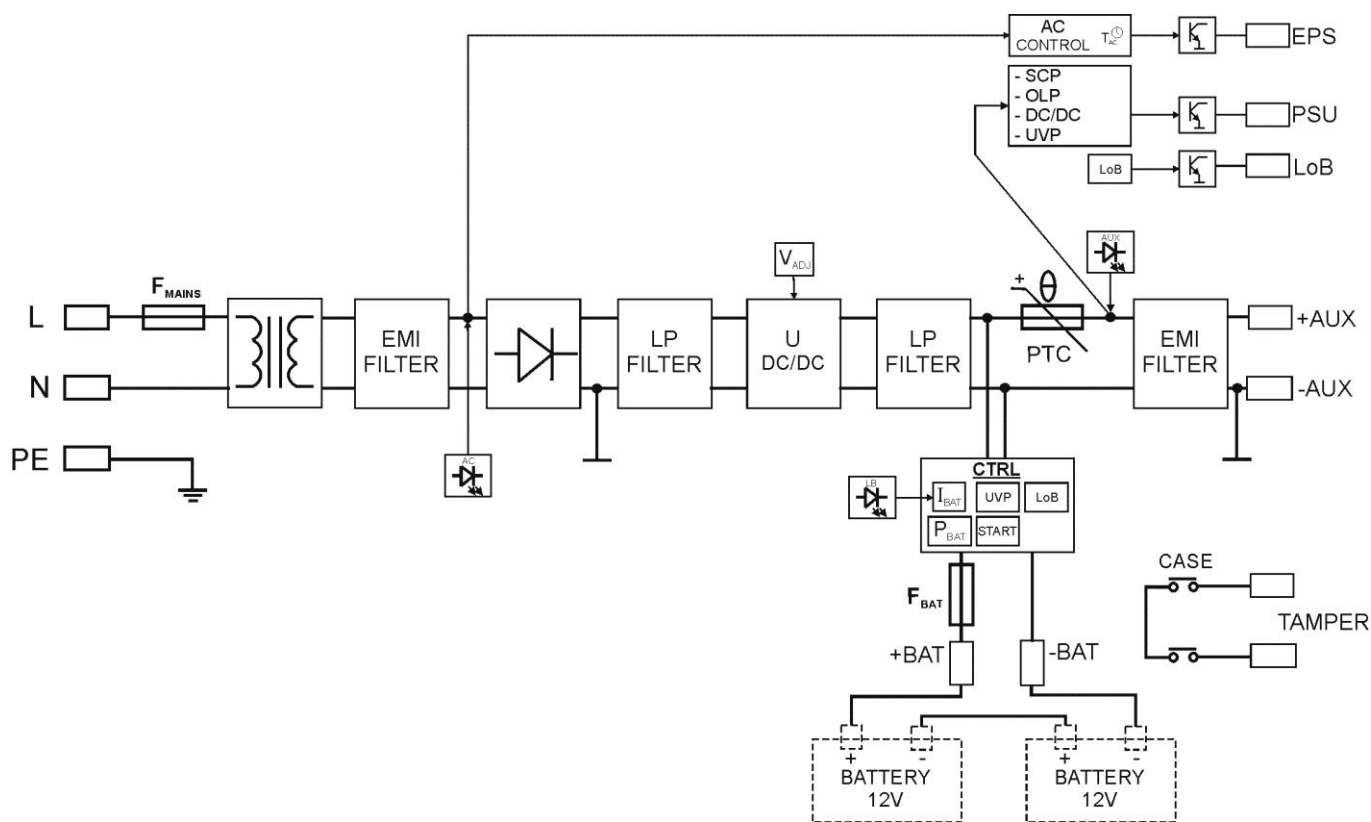 AC
CONTROL T AC
EPS
- SCP
- OLP
- DC/DC
- UVP
PSU
LoB
LoB
AUX
V ADJ
F MAINS
+ θ
L
EMI
FILTER
LP
FILTER
U
DC/DC
LP
FILTER
PTC
EMI
FILTER
+AUX
N
-AUX
PE
AC
CTRL
LB
I BAT
UVP
LoB
P BAT
START
CASE
F BAT
TAMPER
+BAT
-BAT
+ -
BATTERY
12V
+ -
BATTERY
12V